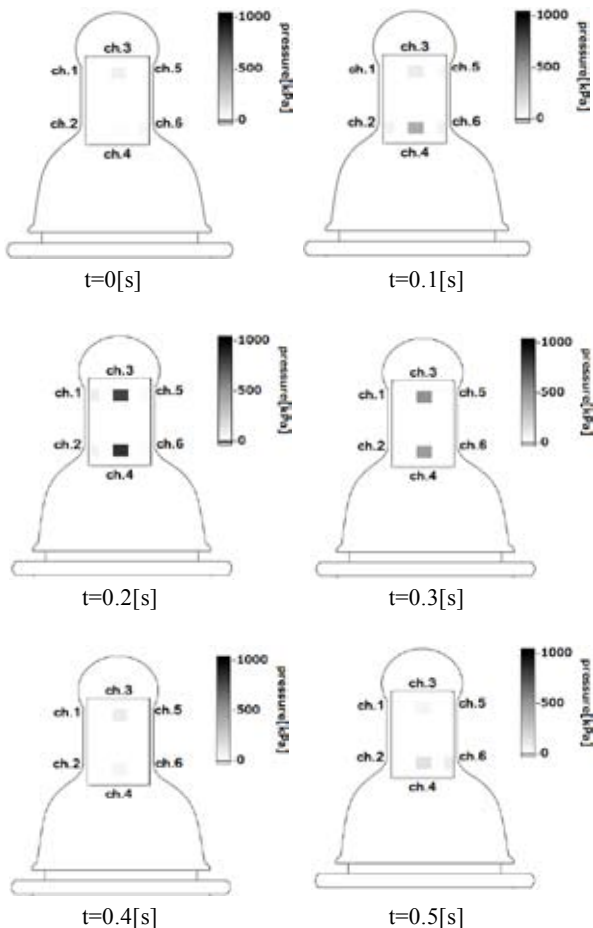 ch.3
ch.1
ch.5
ch.2
ch.6
ch.4
1000
500
0
pressure[kPa]
t=0[s]
ch.3
ch.1
ch.5
ch.2
ch.6
ch.4
1000
500
0
pressure[kPa]
t=0.1[s]
ch.3
ch.1
ch.5
ch.2
ch.6
ch.4
1000
500
0
pressure[kPa]
t=0.2[s]
ch.3
ch.1
ch.5
ch.2
ch.6
ch.4
1000
500
0
pressure[kPa]
t=0.3[s]
ch.3
ch.1
ch.5
ch.2
ch.6
ch.4
1000
500
0
pressure[kPa]
t=0.4[s]
ch.3
ch.1
ch.5
ch.2
ch.6
ch.4
1000
500
0
pressure[kPa]
t=0.5[s]